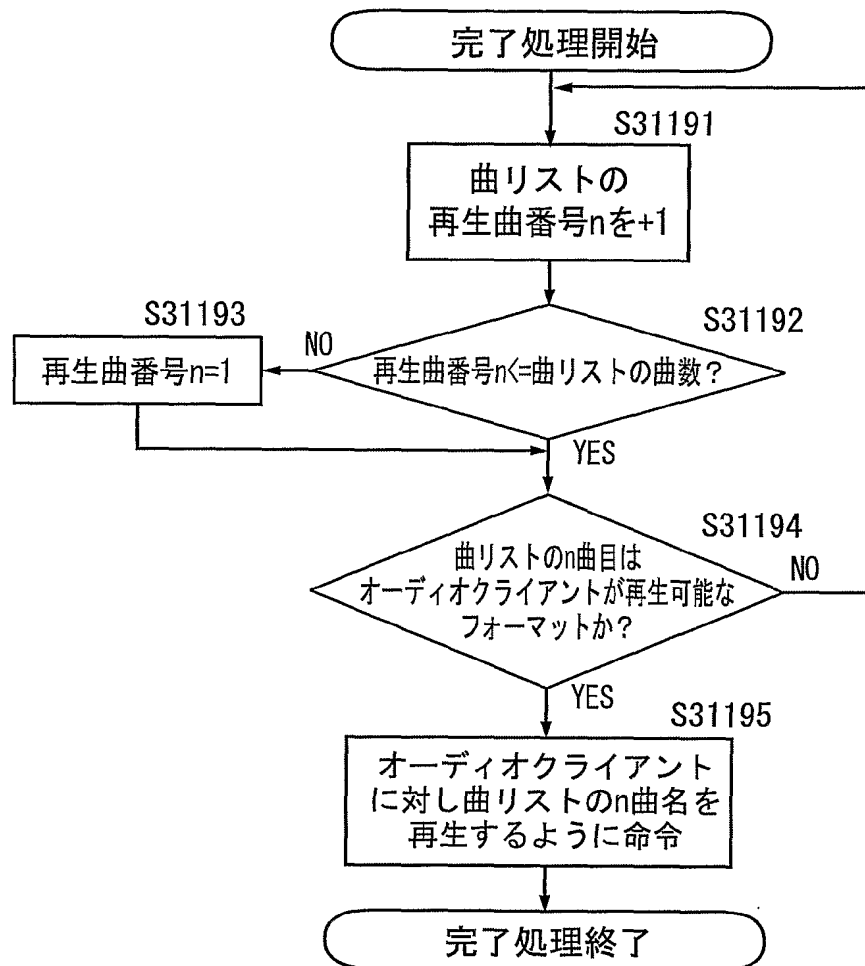 完了処理開始
S31191
曲リストの
再生曲番号nを+1
S31192
再生曲番号n<=曲リストの曲数？
NO
S31193
再生曲番号n=1
YES
S31194
曲リストのn曲目は
オーディオクライアントが再生可能な
フォーマットか？
NO
YES
S31195
オーディオクライアント
に対し曲リストのn曲名を
再生するように命令
完了処理終了